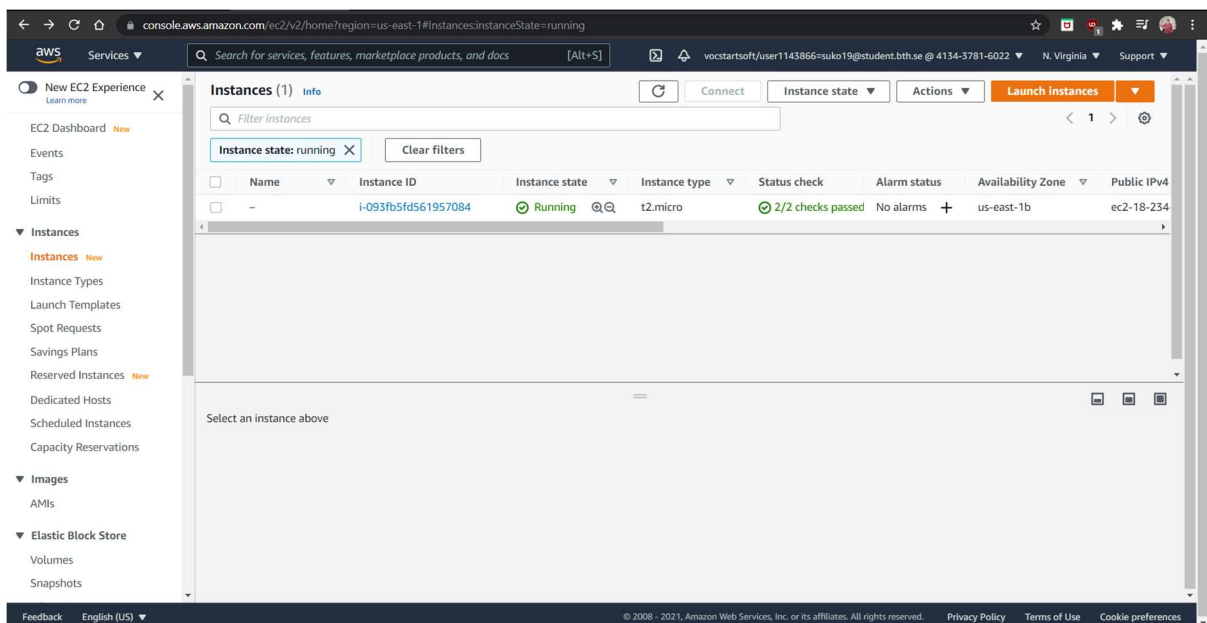 console.aws.amazon.com/ec2/v2/home?region=us-east-1#Instances:instanceState=running
aws Services ▼ Search for services, features, marketplace products, and docs [Alt+S] vocstartsoft/user1143866=suko19@student.bth.se @ 4134-3781-6022 ▼ N. Virginia ▼ Support ▼
New EC2 Experience
Learn more
EC2 Dashboard New
Events
Tags
Limits
▼ Instances
Instances New
Instance Types
Launch Templates
Spot Requests
Savings Plans
Reserved Instances New
Dedicated Hosts
Scheduled Instances
Capacity Reservations
▼ Images
AMIs
▼ Elastic Block Store
Volumes
Snapshots
Instances (1) Info Connect Instance state ▼ Actions ▼ Launch instances ▼
Filter instances < 1 >
Instance state: running X Clear filters
Name Instance ID Instance state Instance type Status check Alarm status Availability Zone Public IPv4
– i-093fb5fd561957084 Running t2.micro 2/2 checks passed No alarms + us-east-1b ec2-18-234-
Select an instance above
Feedback English (US) ▼ © 2008 - 2021, Amazon Web Services, Inc. or its affiliates. All rights reserved. Privacy Policy Terms of Use Cookie preferences